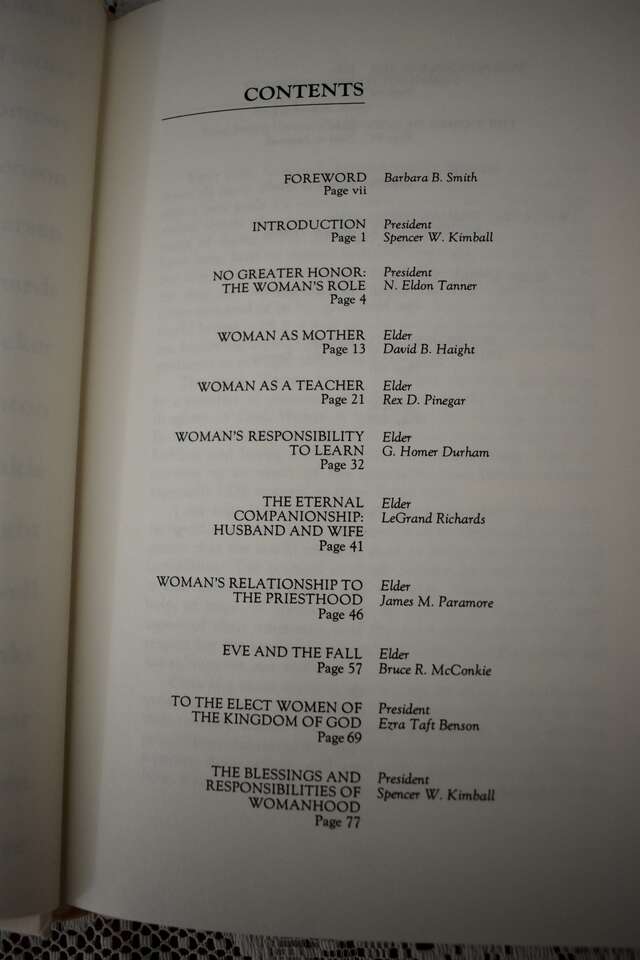 CONTENTS
FOREWORD Barbara B. Smith
Page vii
INTRODUCTION President
Page 1 Spencer W. Kimball
NO GREATER HONOR: President
THE WOMAN'S ROLE N. Eldon Tanner
Page 4
WOMAN AS MOTHER Elder
Page 13 David B. Haight
WOMAN AS A TEACHER Elder
Page 21 Rex D. Pinegar
WOMAN'S RESPONSIBILITY Elder
TO LEARN G. Homer Durham
Page 32
THE ETERNAL Elder
COMPANIONSHIP: LeGrand Richards
HUSBAND AND WIFE
Page 41
WOMAN'S RELATIONSHIP TO Elder
THE PRIESTHOOD James M. Paramore
Page 46
EVE AND THE FALL Elder
Page 57 Bruce R. McConkie
TO THE ELECT WOMEN OF President
THE KINGDOM OF GOD Ezra Taft Benson
Page 69
THE BLESSINGS AND President
RESPONSIBILITIES OF Spencer W. Kimball
WOMANHOOD
Page 77